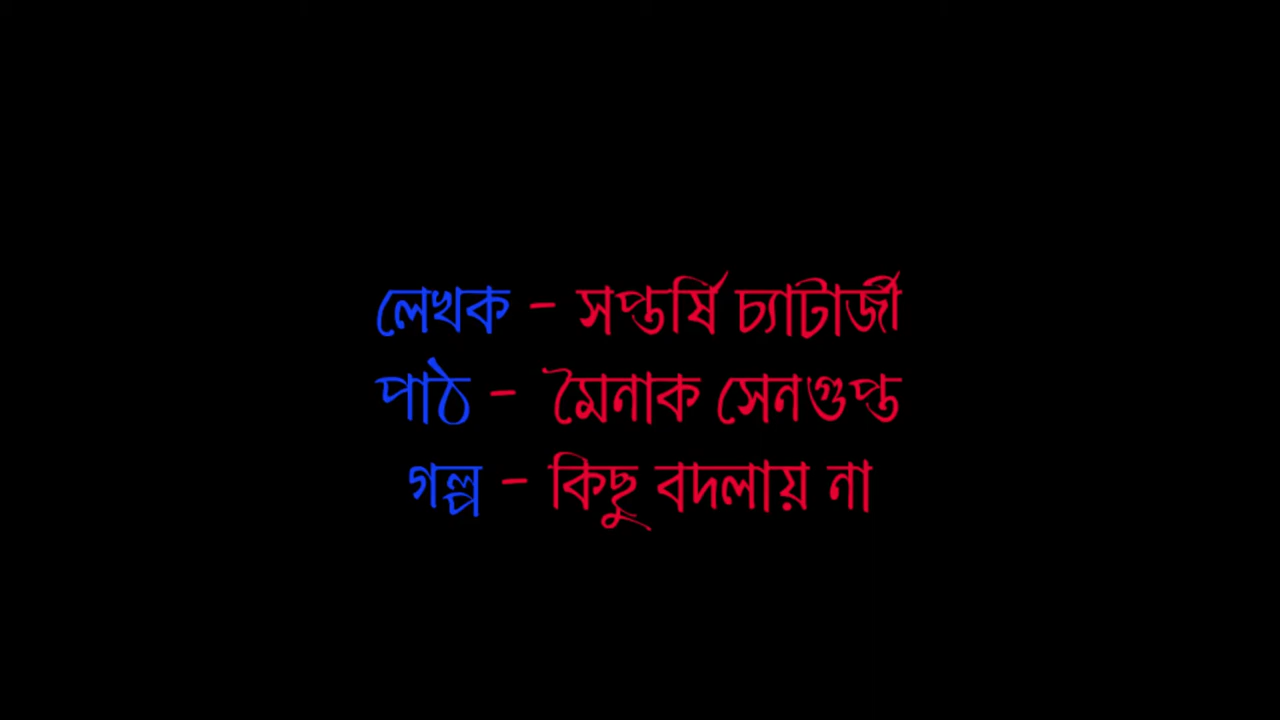 লেখক - সপ্তর্ষি চ্যাটার্জী
পাঠ - মৈনাক সেনগুপ্ত
গল্প - কিছু বদলায় না